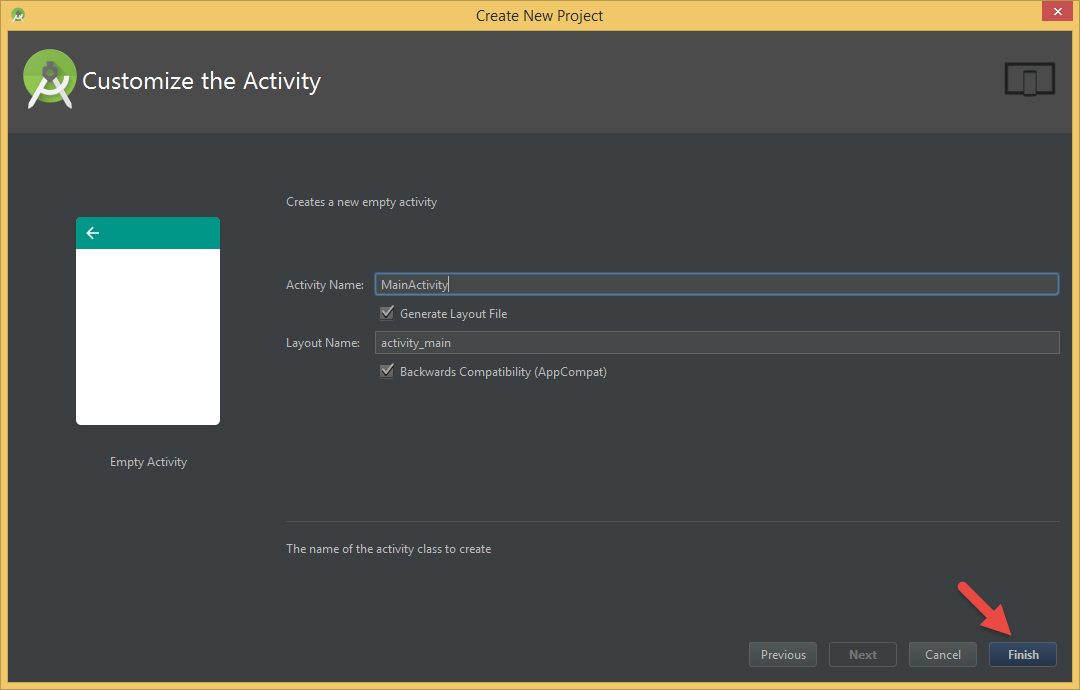 Create New Project
Customize the Activity
Creates a new empty activity
Activity Name: MainActivity
Generate Layout File
Layout Name: activity_main
Backwards Compatibility (AppCompat)
Empty Activity
The name of the activity class to create
Previous Next Cancel Finish